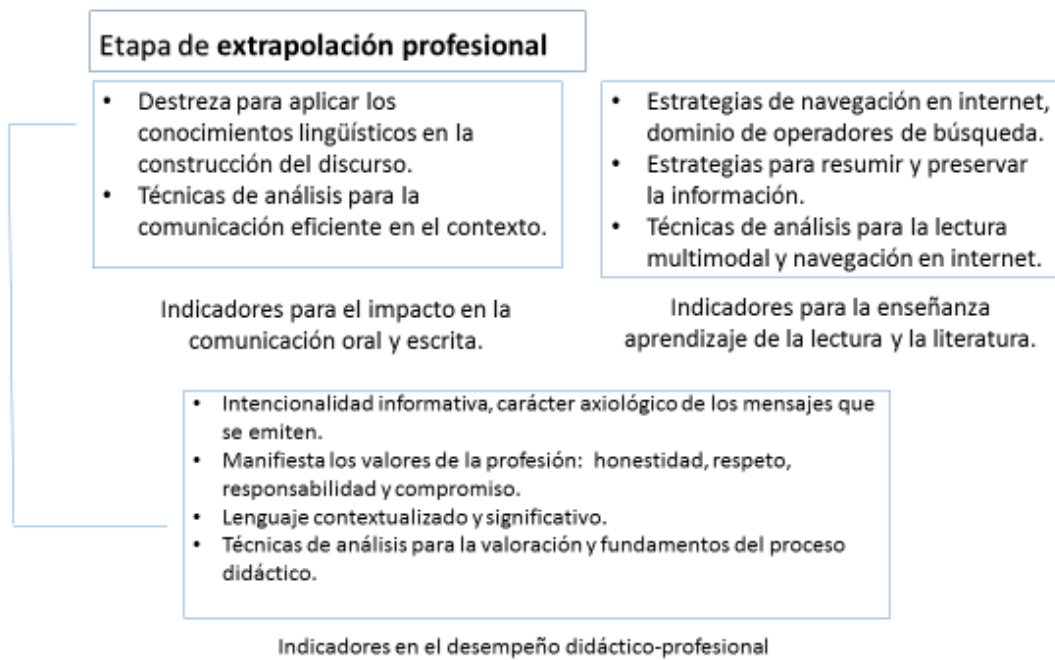 Etapa de extrapolación profesional
• Destreza para aplicar los
conocimientos lingüísticos en la
construcción del discurso.
• Técnicas de análisis para la
comunicación eficiente en el contexto.
Indicadores para el impacto en la
comunicación oral y escrita.
• Estrategias de navegación en internet,
dominio de operadores de búsqueda.
• Estrategias para resumir y preservar
la información.
• Técnicas de análisis para la lectura
multimodal y navegación en internet.
Indicadores para la enseñanza
aprendizaje de la lectura y la literatura.
• Intencionalidad informativa, carácter axiológico de los mensajes que
se emiten.
• Manifiesta los valores de la profesión: honestidad, respeto,
responsabilidad y compromiso.
• Lenguaje contextualizado y significativo.
• Técnicas de análisis para la valoración y fundamentos del proceso
didáctico.
Indicadores en el desempeño didáctico-profesional